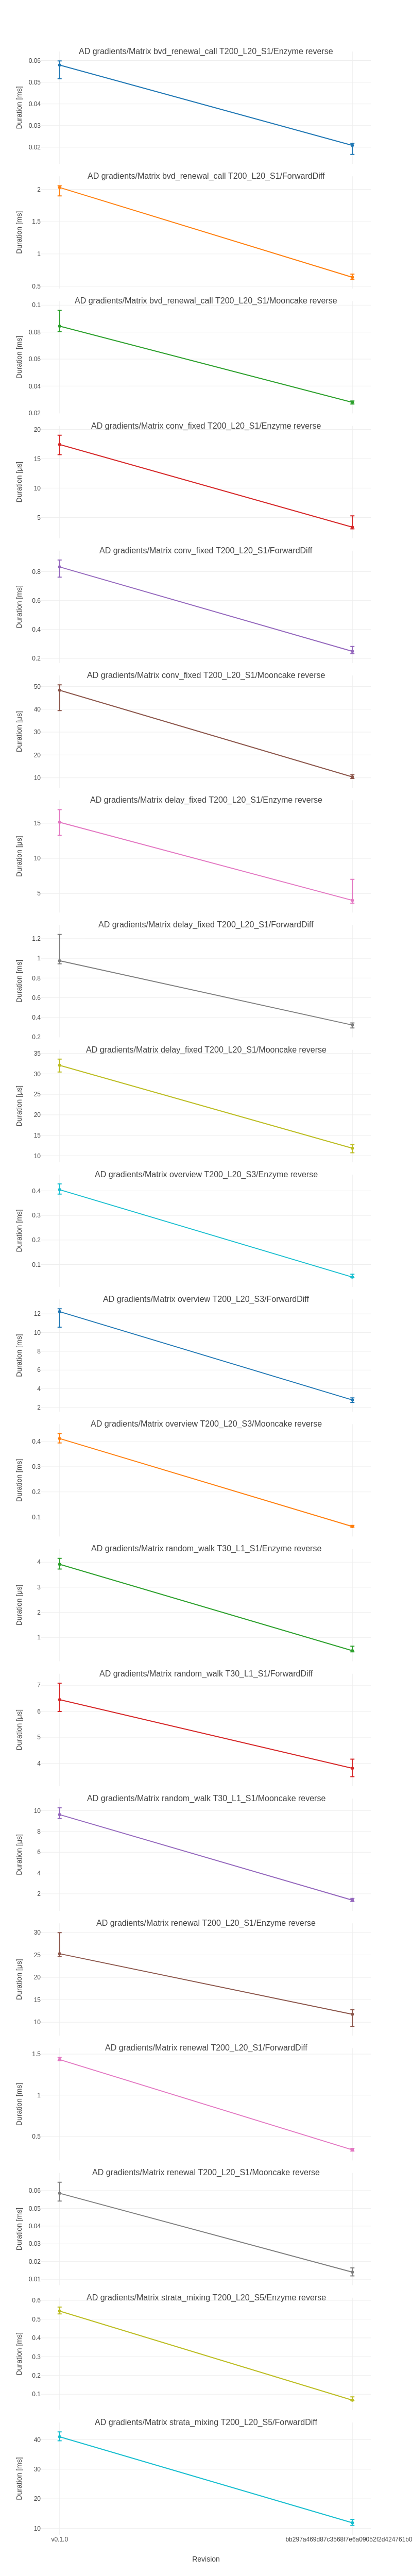 AD gradients/Matrix bvd_renewal_call T200_L20_S1/Enzyme reverse
Duration [ms]
0.06
0.05
0.04
0.03
0.02
AD gradients/Matrix bvd_renewal_call T200_L20_S1/ForwardDiff
Duration [ms]
2
1.5
1
0.5
AD gradients/Matrix bvd_renewal_call T200_L20_S1/Mooncake reverse
Duration [ms]
0.1
0.08
0.06
0.04
0.02
AD gradients/Matrix conv_fixed T200_L20_S1/Enzyme reverse
Duration [µs]
20
15
10
5
AD gradients/Matrix conv_fixed T200_L20_S1/ForwardDiff
Duration [ms]
0.8
0.6
0.4
0.2
AD gradients/Matrix conv_fixed T200_L20_S1/Mooncake reverse
Duration [µs]
50
40
30
20
10
AD gradients/Matrix delay_fixed T200_L20_S1/Enzyme reverse
Duration [µs]
15
10
5
AD gradients/Matrix delay_fixed T200_L20_S1/ForwardDiff
Duration [ms]
1.2
1
0.8
0.6
0.4
0.2
AD gradients/Matrix delay_fixed T200_L20_S1/Mooncake reverse
Duration [µs]
35
30
25
20
15
10
AD gradients/Matrix overview T200_L20_S3/Enzyme reverse
Duration [ms]
0.4
0.3
0.2
0.1
AD gradients/Matrix overview T200_L20_S3/ForwardDiff
Duration [ms]
12
10
8
6
4
2
AD gradients/Matrix overview T200_L20_S3/Mooncake reverse
Duration [ms]
0.4
0.3
0.2
0.1
AD gradients/Matrix random_walk T30_L1_S1/Enzyme reverse
Duration [µs]
4
3
2
1
AD gradients/Matrix random_walk T30_L1_S1/ForwardDiff
Duration [µs]
7
6
5
4
AD gradients/Matrix random_walk T30_L1_S1/Mooncake reverse
Duration [µs]
10
8
6
4
2
AD gradients/Matrix renewal T200_L20_S1/Enzyme reverse
Duration [µs]
30
25
20
15
10
AD gradients/Matrix renewal T200_L20_S1/ForwardDiff
Duration [ms]
1.5
1
0.5
AD gradients/Matrix renewal T200_L20_S1/Mooncake reverse
Duration [ms]
0.06
0.05
0.04
0.03
0.02
0.01
AD gradients/Matrix strata_mixing T200_L20_S5/Enzyme reverse
Duration [ms]
0.6
0.5
0.4
0.3
0.2
0.1
AD gradients/Matrix strata_mixing T200_L20_S5/ForwardDiff
Duration [ms]
40
30
20
10
v0.1.0
bb297a469d87c3568f7e6a09052f2d424761b0
Revision